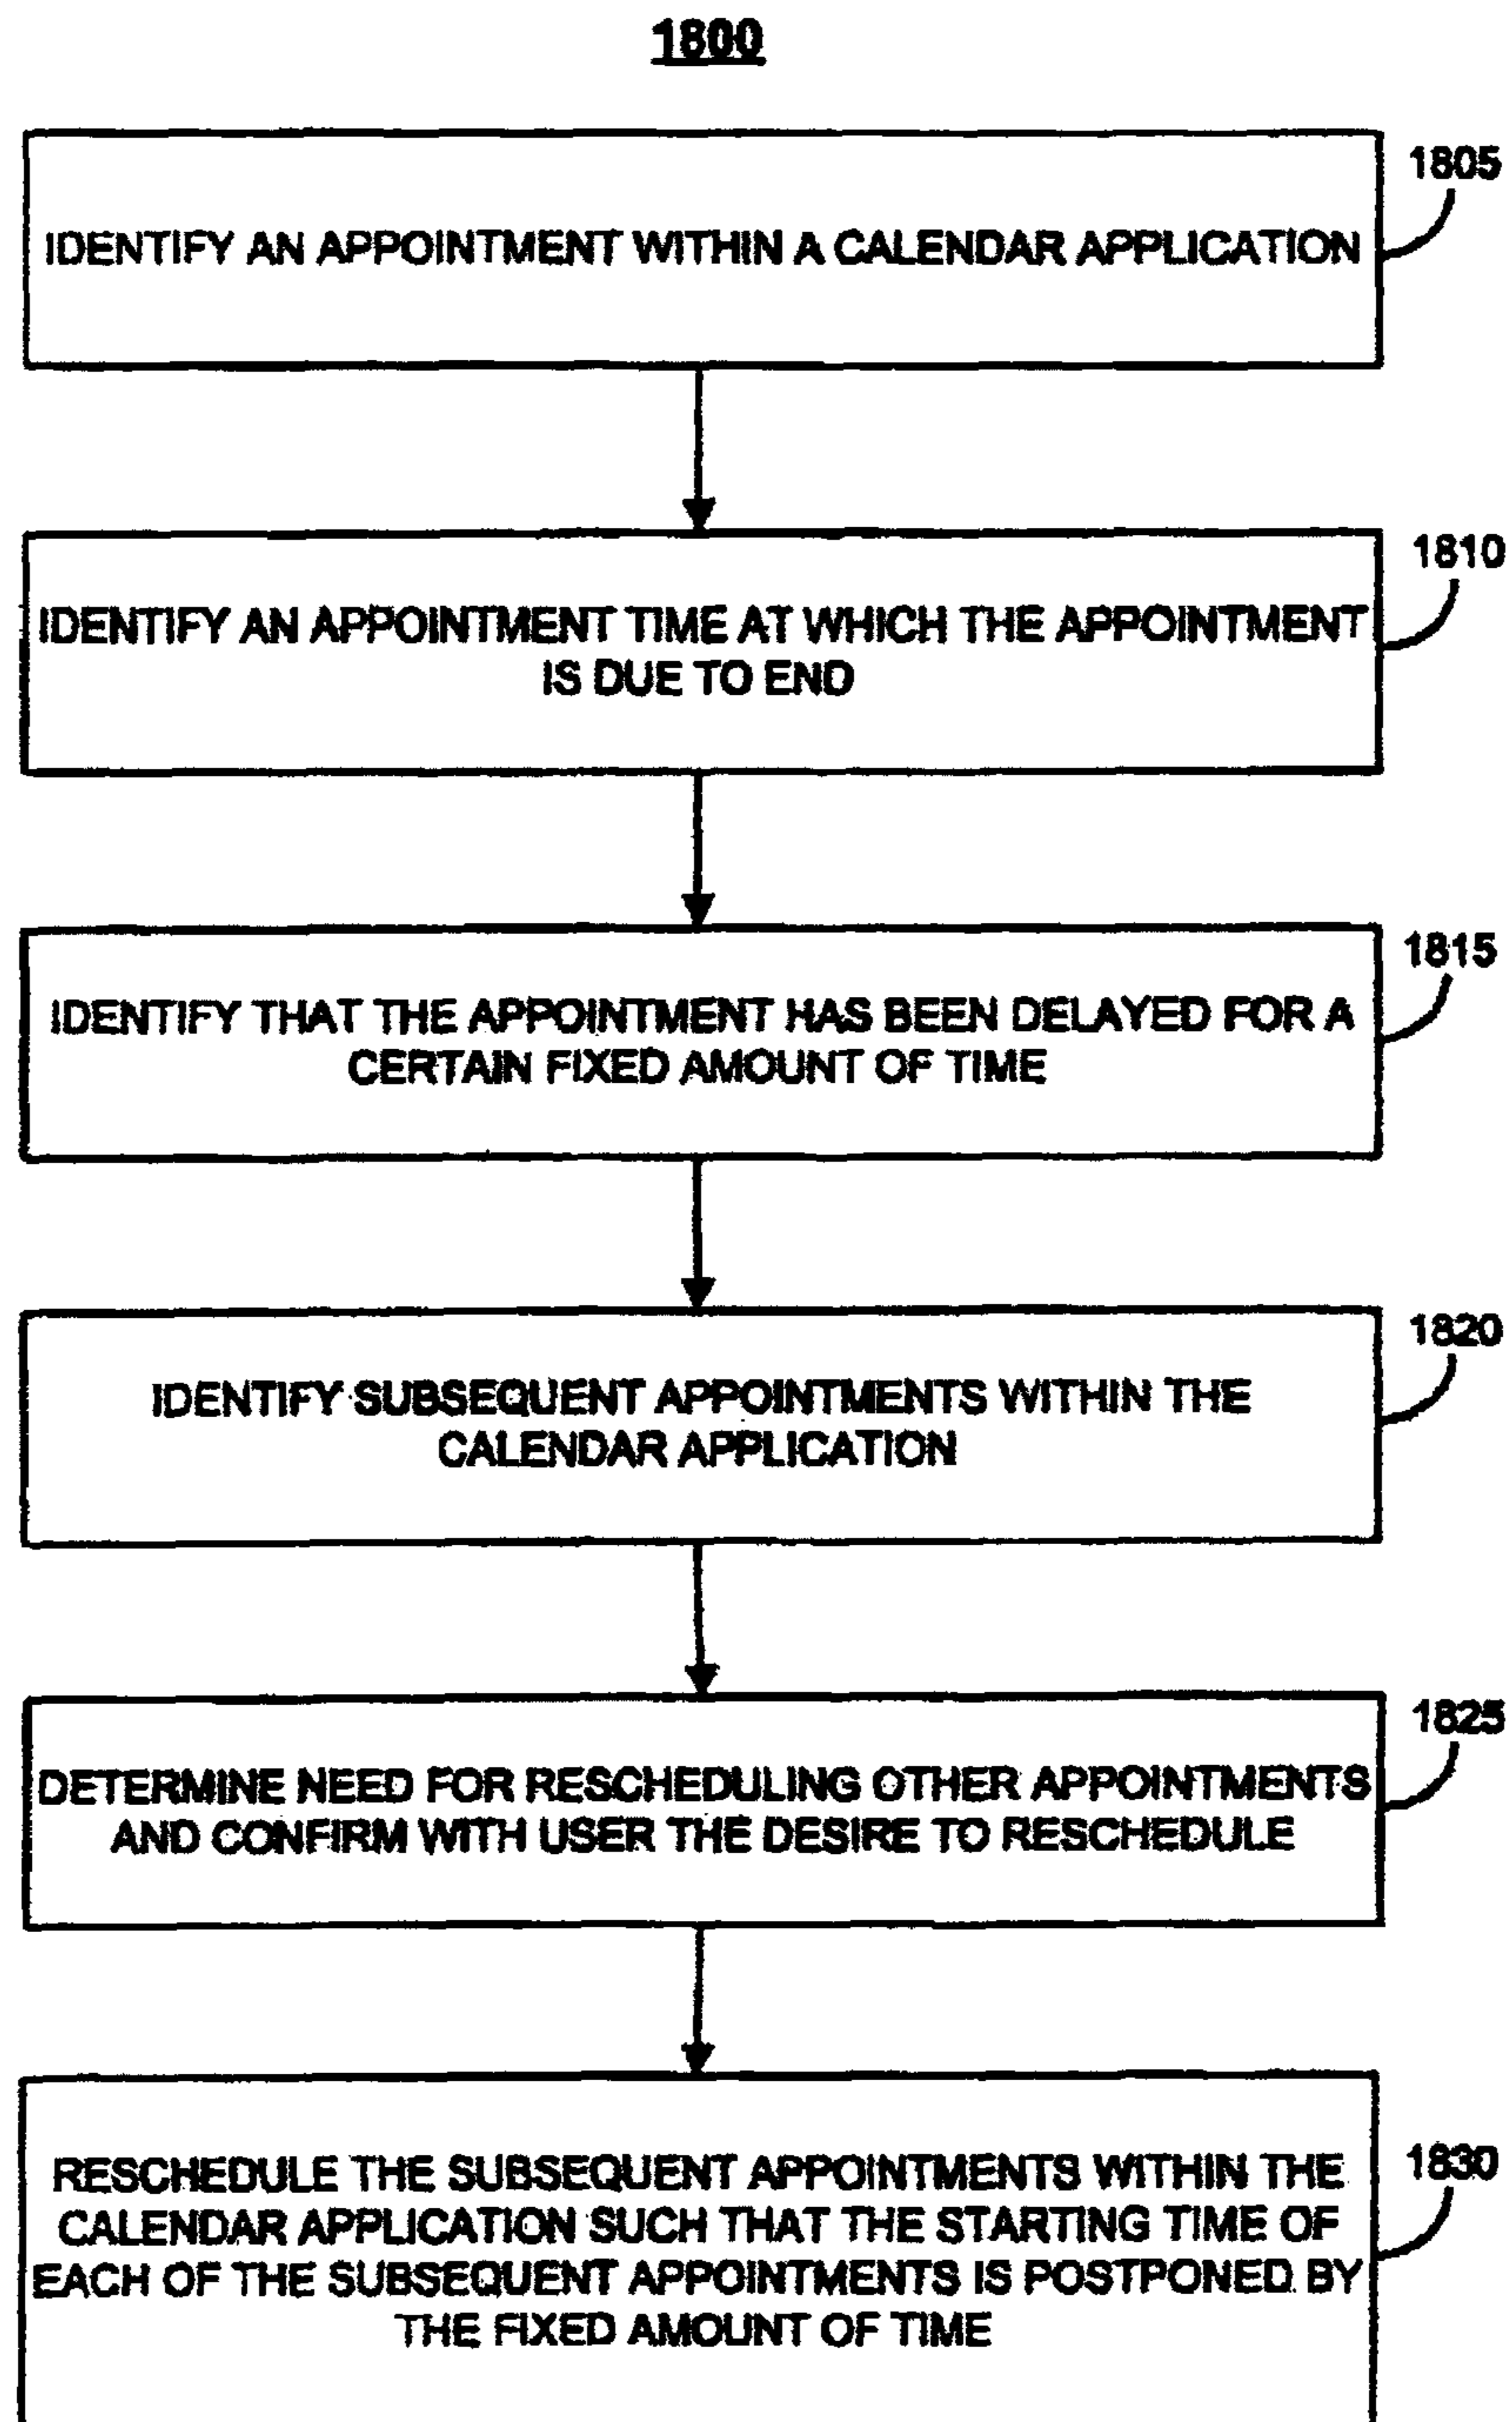 1800
1805
IDENTIFY AN APPOINTMENT WITHIN A CALENDAR APPLICATION
1810
IDENTIFY AN APPOINTMENT TIME AT WHICH THE APPOINTMENT
IS DUE TO END
1815
IDENTIFY THAT THE APPOINTMENT HAS BEEN DELAYED FOR A
CERTAIN FIXED AMOUNT OF TIME
1820
IDENTIFY SUBSEQUENT APPOINTMENTS WITHIN THE
CALENDAR APPLICATION
1825
DETERMINE NEED FOR RESCHEDULING OTHER APPOINTMENTS
AND CONFIRM WITH USER THE DESIRE TO RESCHEDULE
1830
RESCHEDULE THE SUBSEQUENT APPOINTMENTS WITHIN THE
CALENDAR APPLICATION SUCH THAT THE STARTING TIME OF
EACH OF THE SUBSEQUENT APPOINTMENTS IS POSTPONED BY
THE FIXED AMOUNT OF TIME